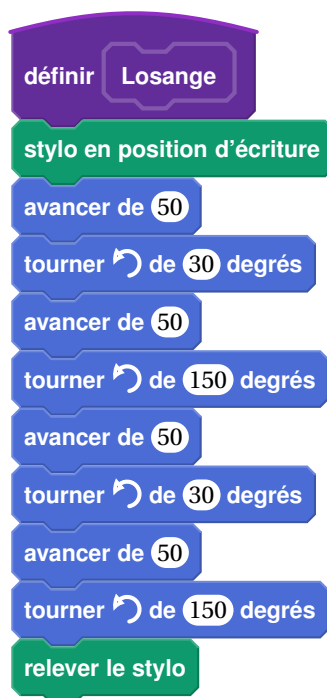 définir Losange
stylo en position d'écriture
avancer de 50
tourner de 30 degrés
avancer de 50
tourner de 150 degrés
avancer de 50
tourner de 30 degrés
avancer de 50
tourner de 150 degrés
relever le stylo